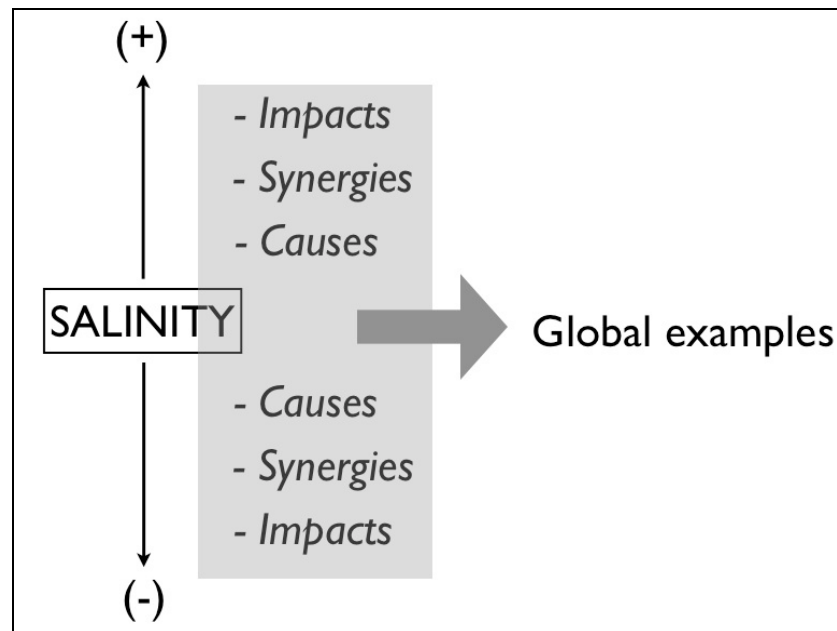 (+)
- Impacts
- Synergies
- Causes
SALINITY
Global examples
- Causes
- Synergies
- Impacts
(-)